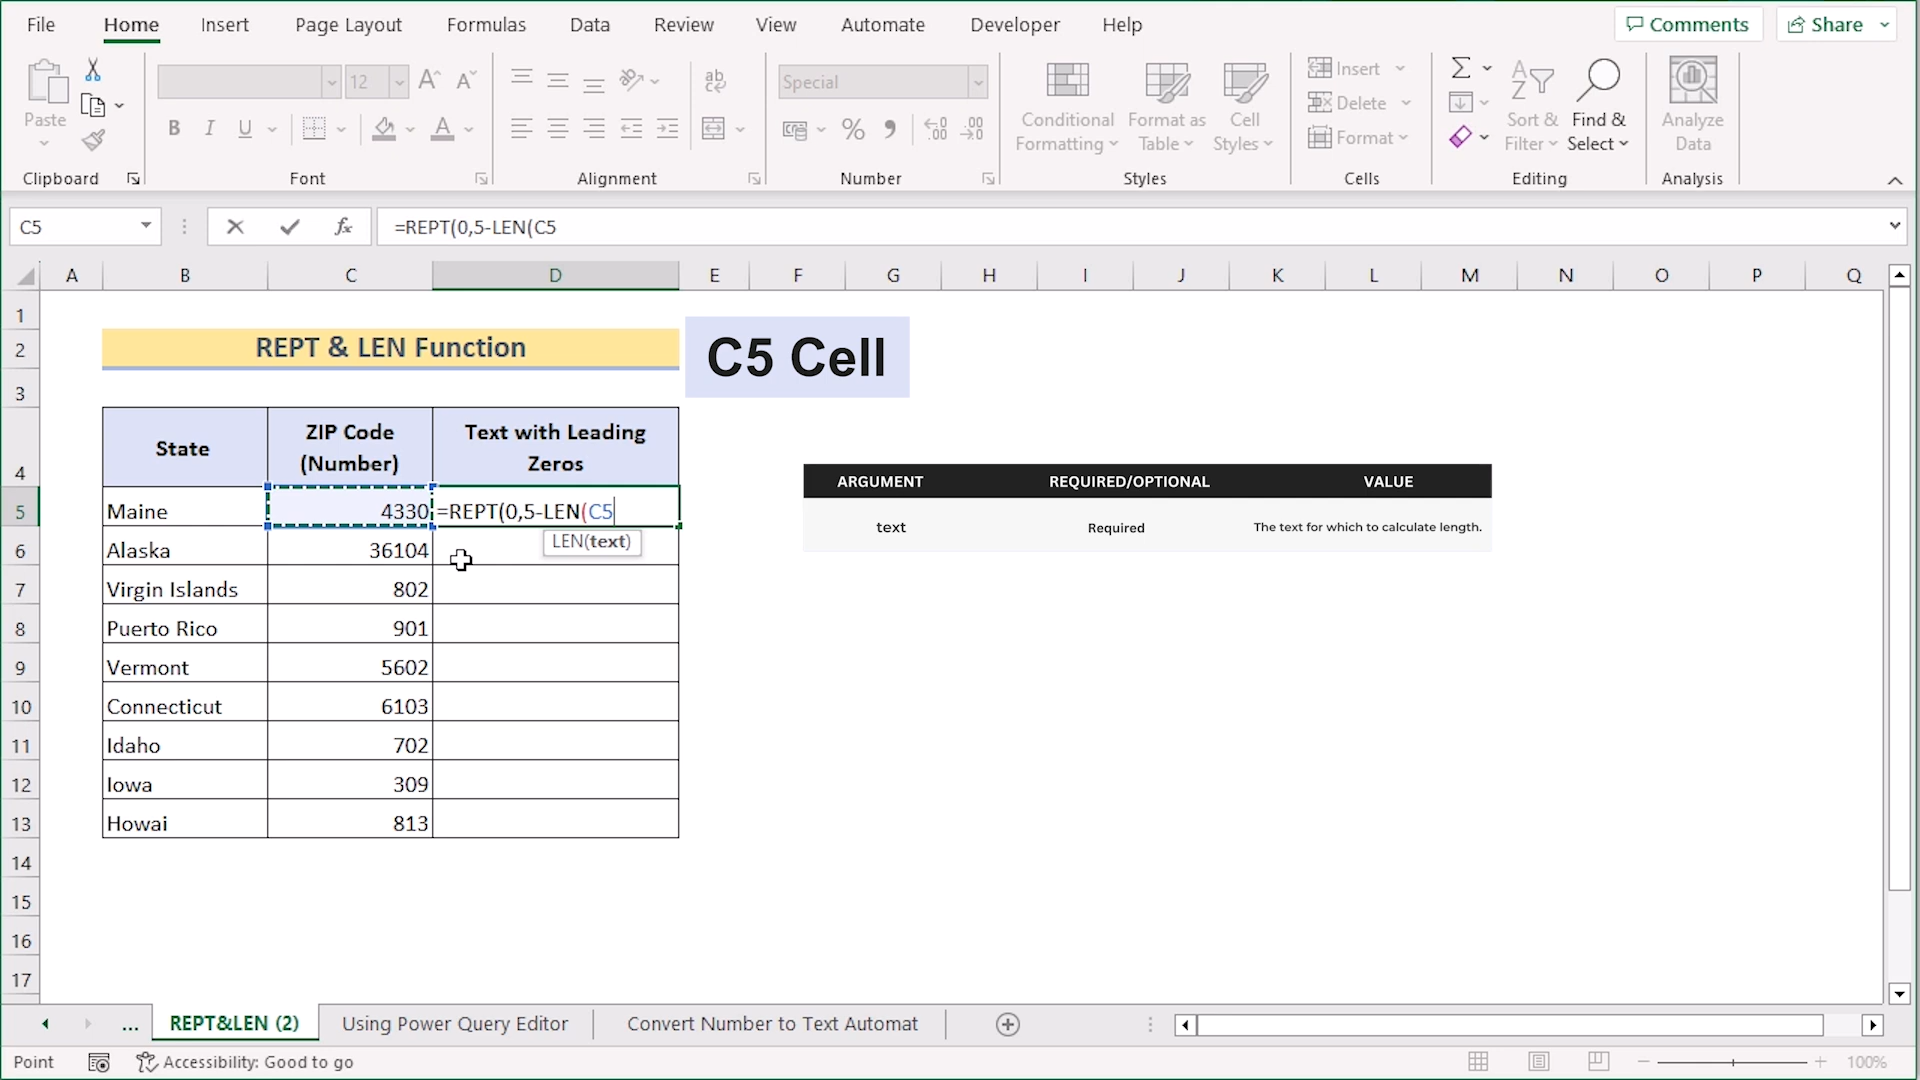 File Home Insert Page Layout Formulas Data Review View Automate Developer Help Comments Share
12 Special
Paste
Conditional Formatting Format as Table Cell Styles
Insert
Delete
Format
Sort & Filter Find & Select Analyze Data
Clipboard Font Alignment Number Styles Cells Editing Analysis
C5 =REPT(0,5-LEN(C5
A B C D E F G H I J K L M N O P Q
1
2 REPT & LEN Function C5 Cell
3
4 State ZIP Code (Number) Text with Leading Zeros
ARGUMENT REQUIRED/OPTIONAL VALUE
text Required The text for which to calculate length.
5 Maine 4330 =REPT(0,5-LEN(C5
LEN(text)
6 Alaska 36104
7 Virgin Islands 802
8 Puerto Rico 901
9 Vermont 5602
10 Connecticut 6103
11 Idaho 702
12 Iowa 309
13 Howai 813
14
15
16
17
... REPT&LEN (2) Using Power Query Editor Convert Number to Text Automat
Point Accessibility: Good to go 100%